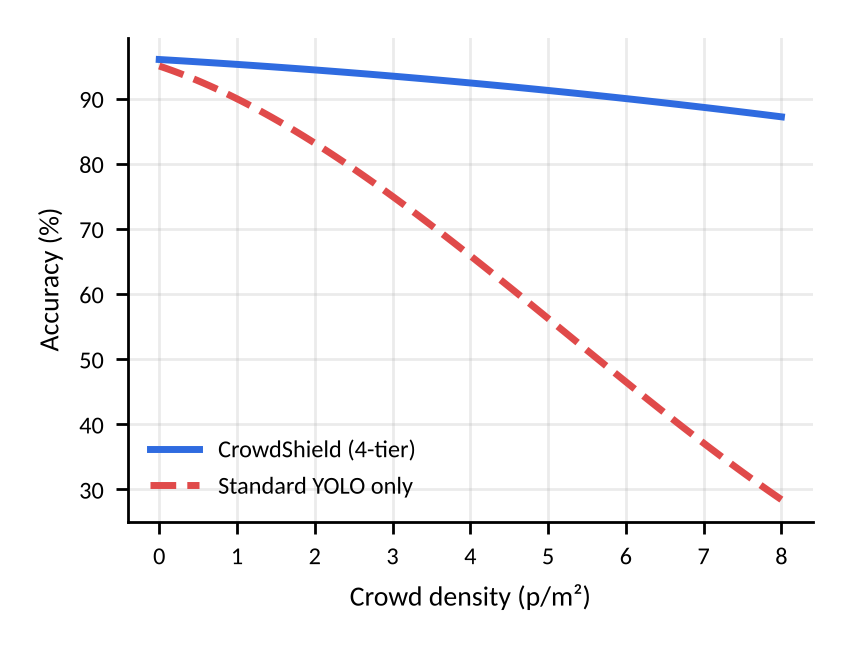 Accuracy (%)
90
80
70
60
50
40
30
CrowdShield (4-tier)
Standard YOLO only
0 1 2 3 4 5 6 7 8
Crowd density (p/m²)